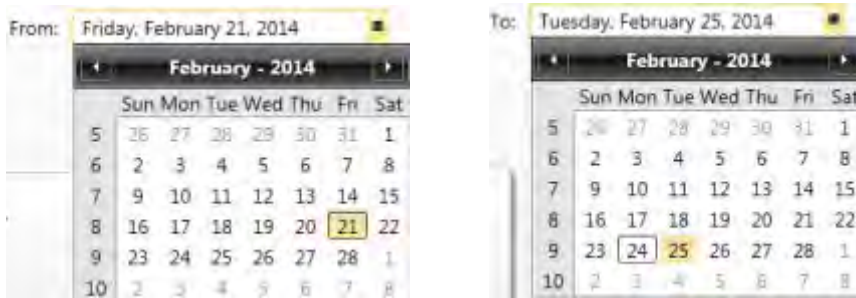 From: Friday, February 21, 2014
February - 2014
Sun Mon Tue Wed Thu Fri Sat
5 26 27 28 29 30 31 1
6 2 3 4 5 6 7 8
7 9 10 11 12 13 14 15
8 16 17 18 19 20 21 22
9 23 24 25 26 27 28 1
10 2 3 4 5 6 7 8
To: Tuesday, February 25, 2014
February - 2014
Sun Mon Tue Wed Thu Fri Sat
5 26 27 28 29 30 31 1
6 2 3 4 5 6 7 8
7 9 10 11 12 13 14 15
8 16 17 18 19 20 21 22
9 23 24 25 26 27 28 1
10 2 3 4 5 6 7 8